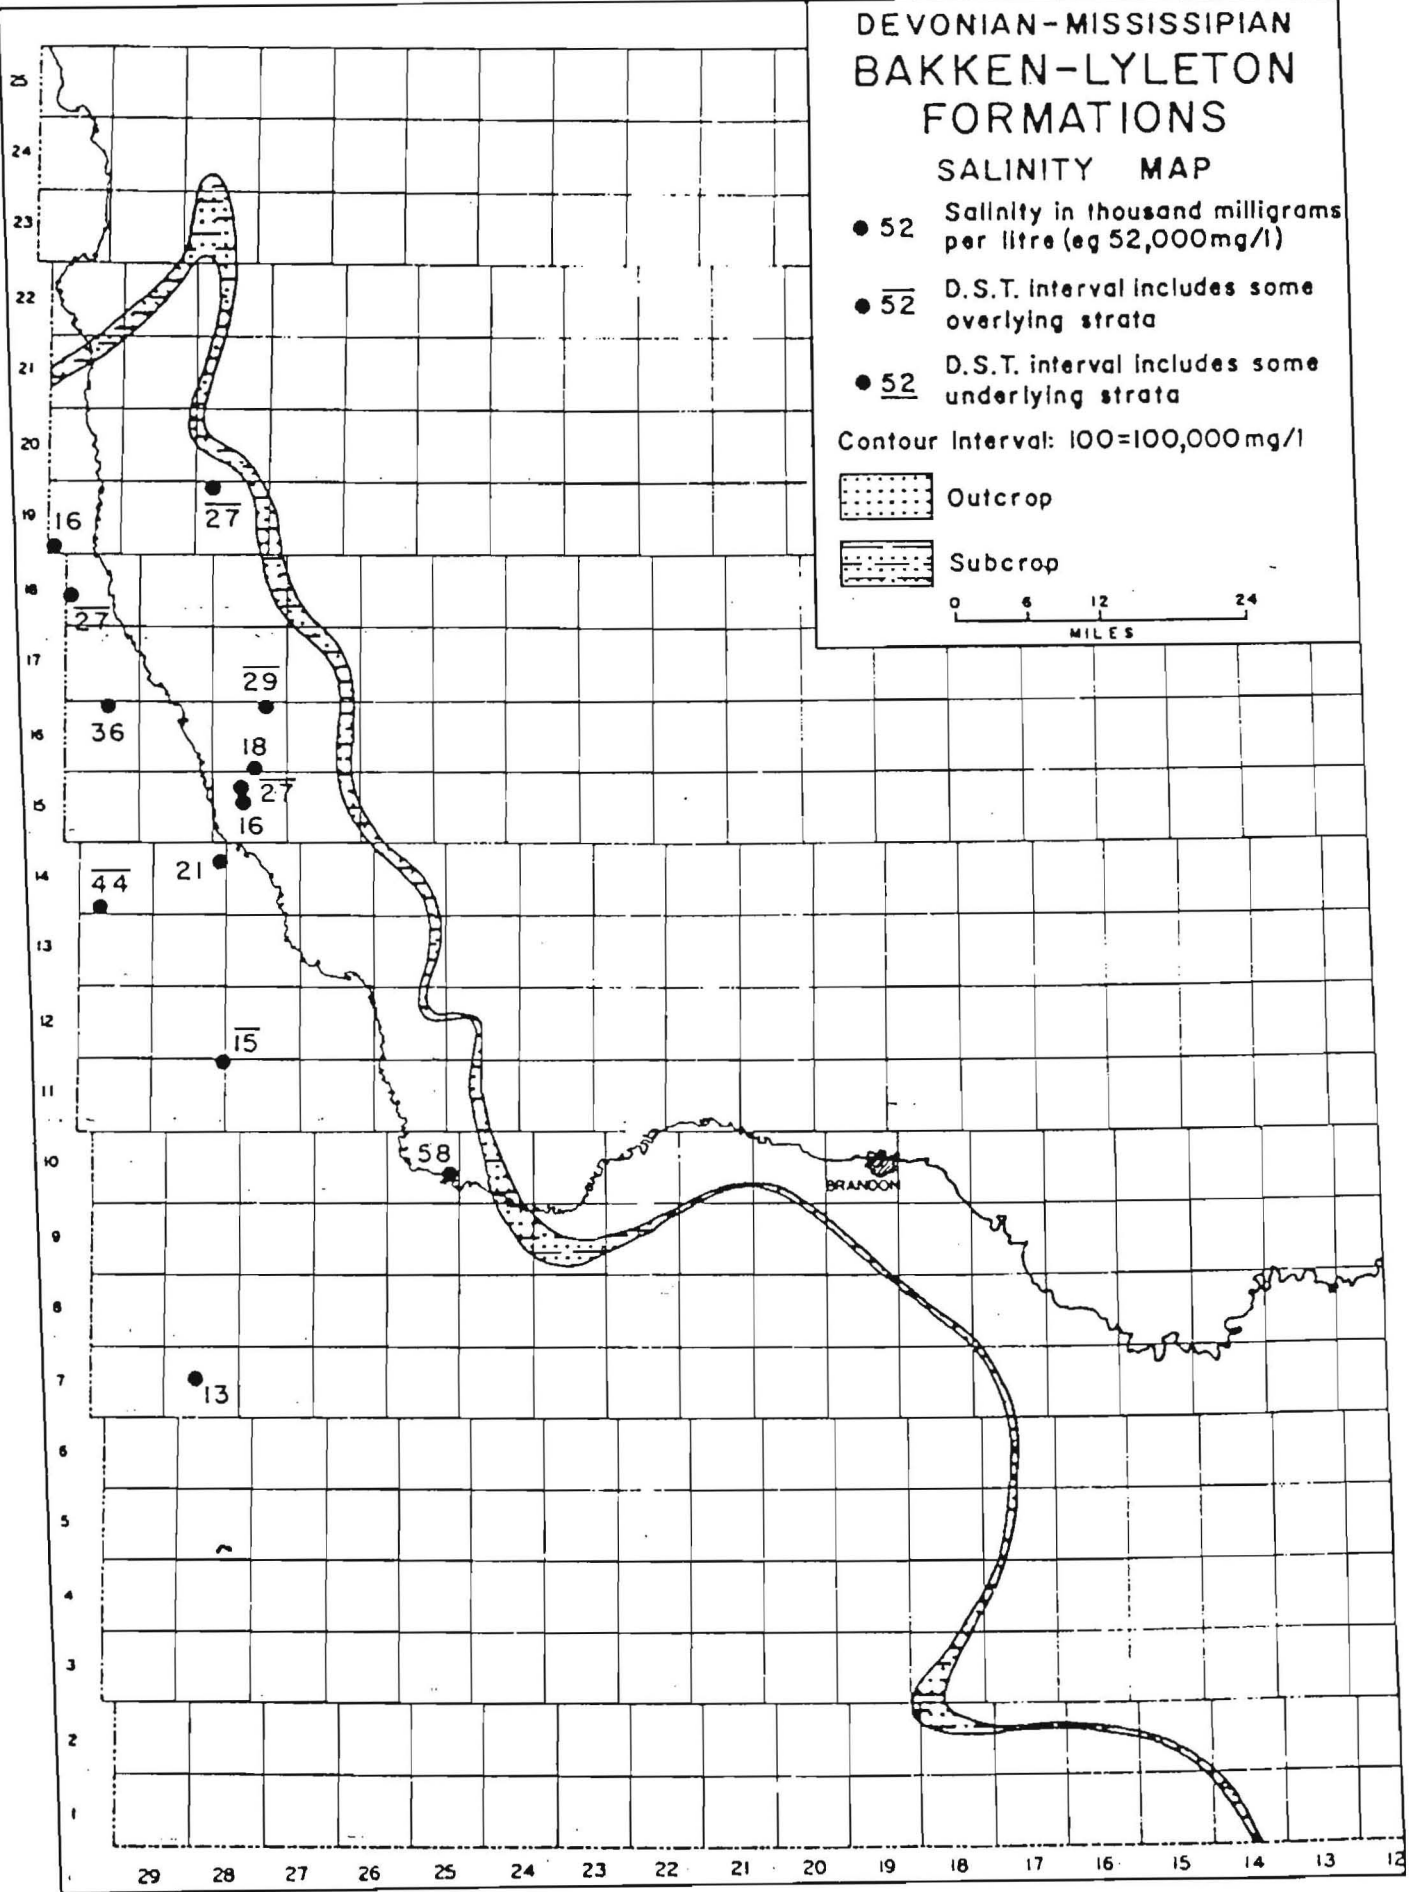 DEVONIAN-MISSISSIPIAN
BAKKEN-LYLETON
FORMATIONS
SALINITY MAP
52 Salinity in thousand milligrams
per litre (eg 52,000mg/l)
52 D.S.T. interval includes some
overlying strata
52 D.S.T. interval includes some
underlying strata
Contour Interval: 100=100,000mg/l
Outcrop
Subcrop
0 6 12 24
MILES
25
24
23
22
21
20
19
18
17
16
15
14
13
12
11
10
9
8
7
6
5
4
3
2
1
27
16
27
29
36
18
27
16
21
44
15
58
BRANDON
13
29 28 27 26 25 24 23 22 21 20 19 18 17 16 15 14 13 12